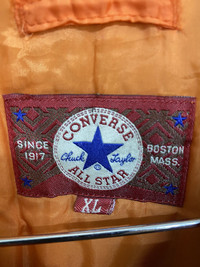 CONVERSE
SINCE
1917
Chuck Taylor
BOSTON
MASS.
ALL STAR
XL